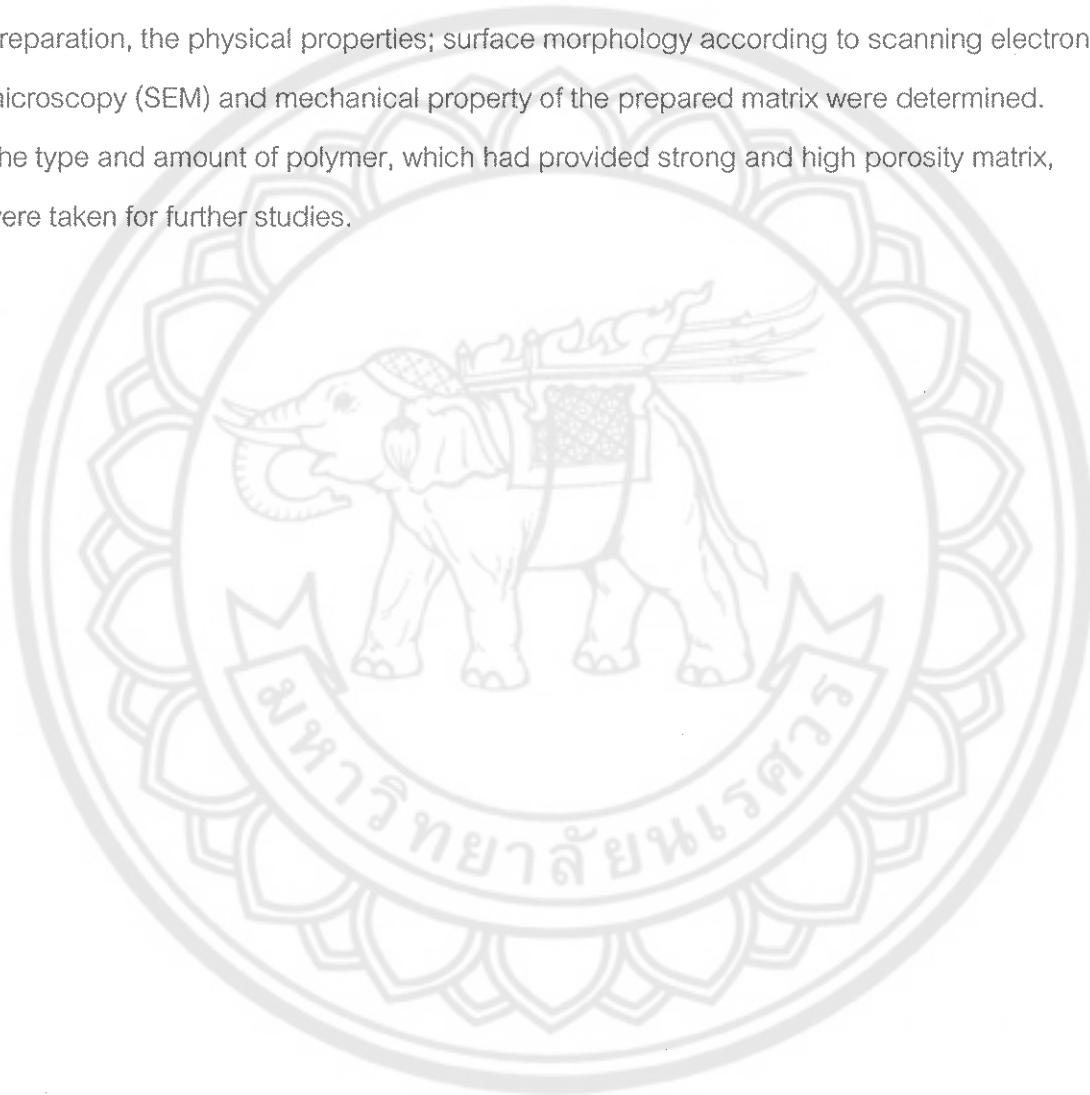 reparation, the physical properties; surface morphology according to scanning electron
nicroscopy (SEM) and mechanical property of the prepared matrix were determined.
he type and amount of polymer, which had provided strong and high porosity matrix,
vere taken for further studies.
มหาวิทยาลัยนเรศวร